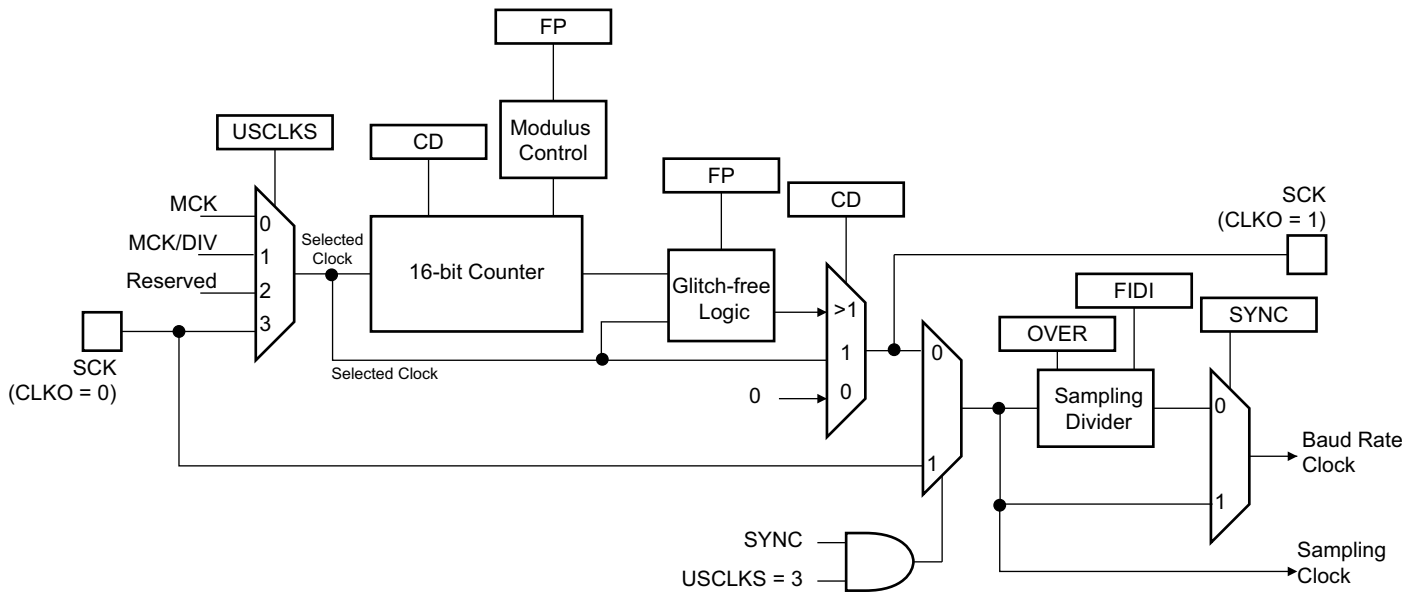 FP
USCLKS
CD
Modulus
Control
FP
CD
SCK
(CLKO = 1)
MCK
0
MCK/DIV
1
Reserved
2
3
Selected
Clock
16-bit Counter
Glitch-free
Logic
>1
1
0
0
Selected Clock
SCK
(CLKO = 0)
FIDI
OVER
SYNC
0
1
Sampling
Divider
0
1
Baud Rate
Clock
SYNC
USCLKS = 3
Sampling
Clock